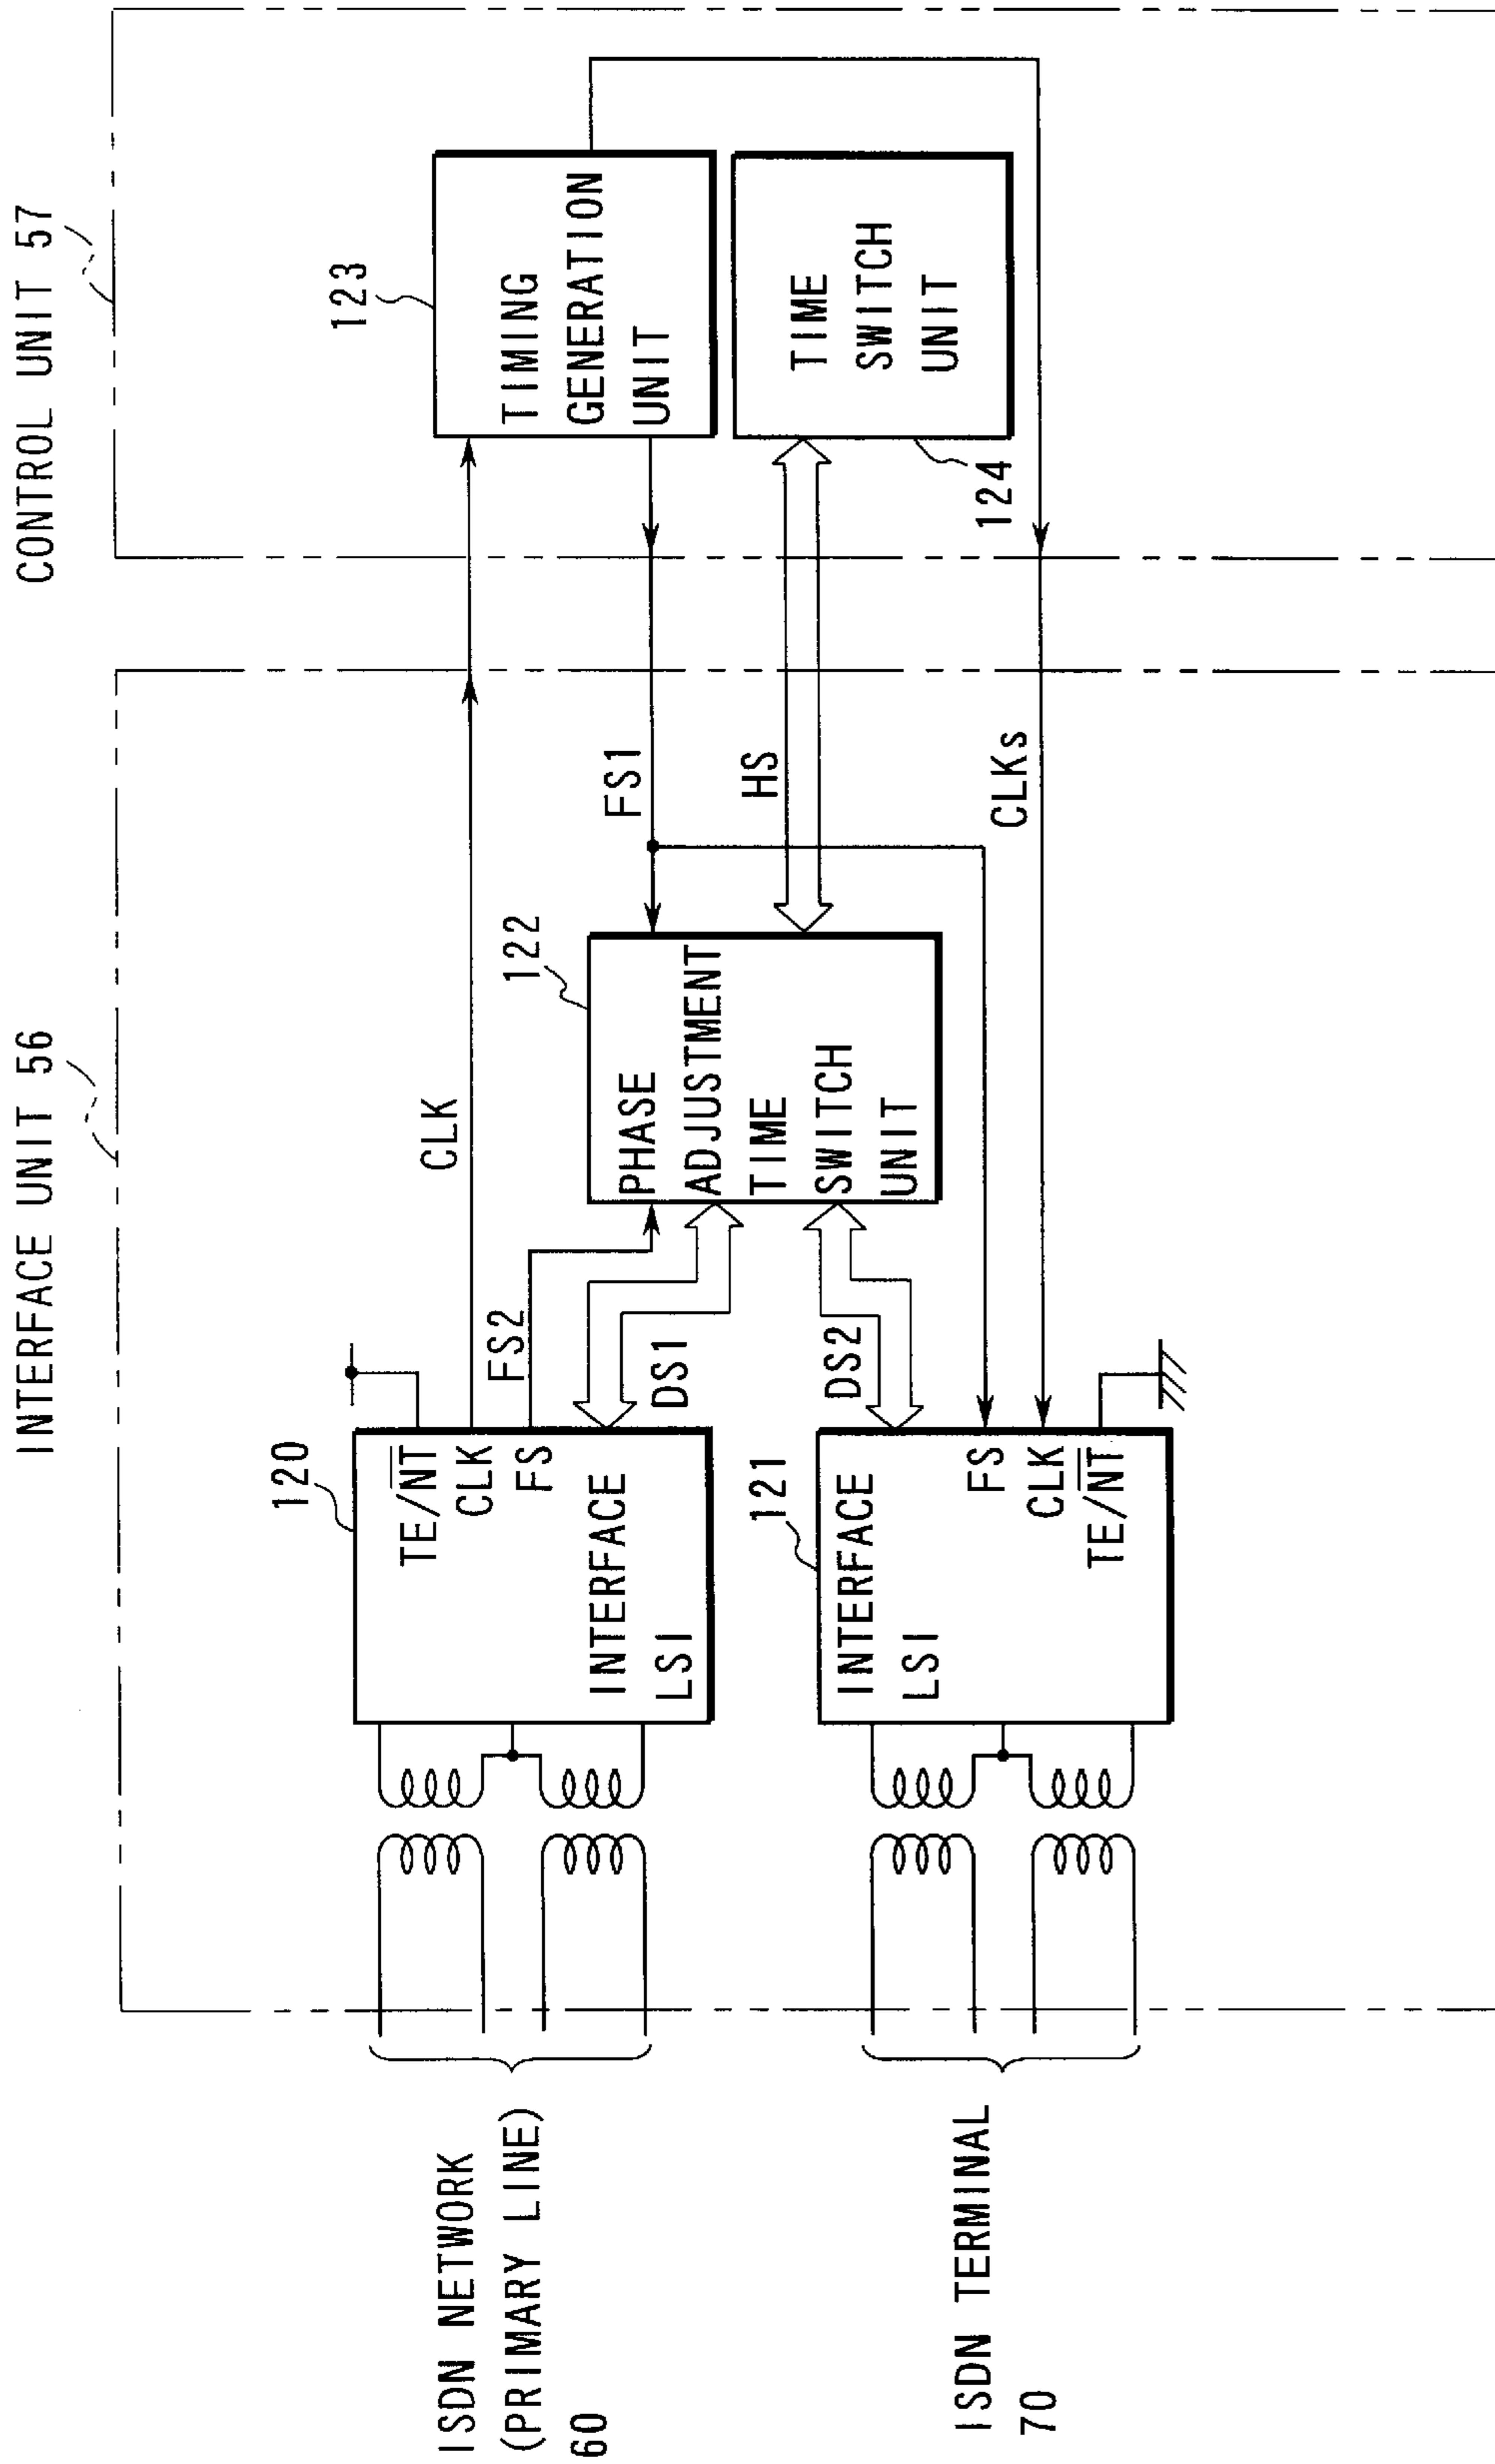 INTERFACE UNIT 56
CONTROL UNIT 57
120
TE/NT
CLK
FS
INTERFACE
LSI
CLK
FS2
DS1
122
PHASE
ADJUSTMENT
TIME
SWITCH
UNIT
FS1
HS
CLKs
123
TIMING
GENERATION
UNIT
TIME
SWITCH
UNIT
124
121
INTERFACE
LSI
FS
CLK
TE/NT
DS2
ISDN NETWORK
(PRIMARY LINE)
60
ISDN TERMINAL
70